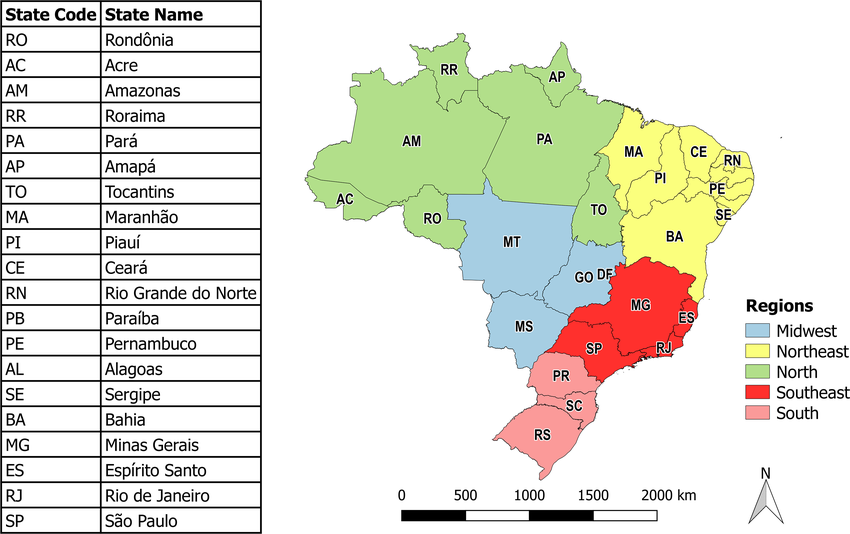 State Code State Name
RO Rondônia
AC Acre
AM Amazonas
RR Roraima
PA Pará
AP Amapá
TO Tocantins
MA Maranhão
PI Piauí
CE Ceará
RN Rio Grande do Norte
PB Paraíba
PE Pernambuco
AL Alagoas
SE Sergipe
BA Bahia
MG Minas Gerais
ES Espírito Santo
RJ Rio de Janeiro
SP São Paulo
RR
AP
AM
PA
MA
CE
RN
PI
PE
AC
RO
TO
SE
BA
MT
GO
DF
MG
ES
MS
SP
RJ
PR
SC
RS
Regions
Midwest
Northeast
North
Southeast
South
N
0 500 1000 1500 2000 km